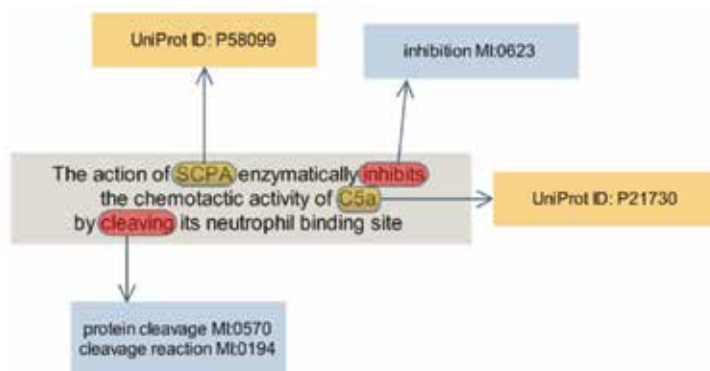 UniProt ID: P58099
inhibition MI:0623
The action of SCPA enzymatically inhibits
the chemotactic activity of C5a
by cleaving its neutrophil binding site
UniProt ID: P21730
protein cleavage MI:0570
cleavage reaction MI:0194